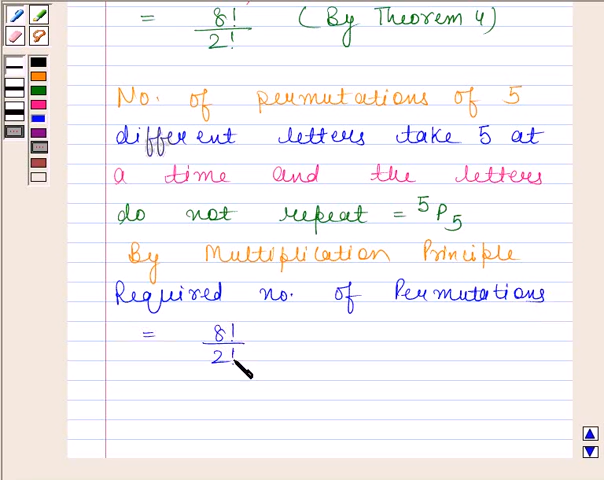 = 8!/2! (By Theorem 4)
No. of permutations of 5
different letters take 5 at
a time and the letters
do not repeat = ⁵P₅
By Multiplication Principle
Required no. of Permutations
= 8!/2!